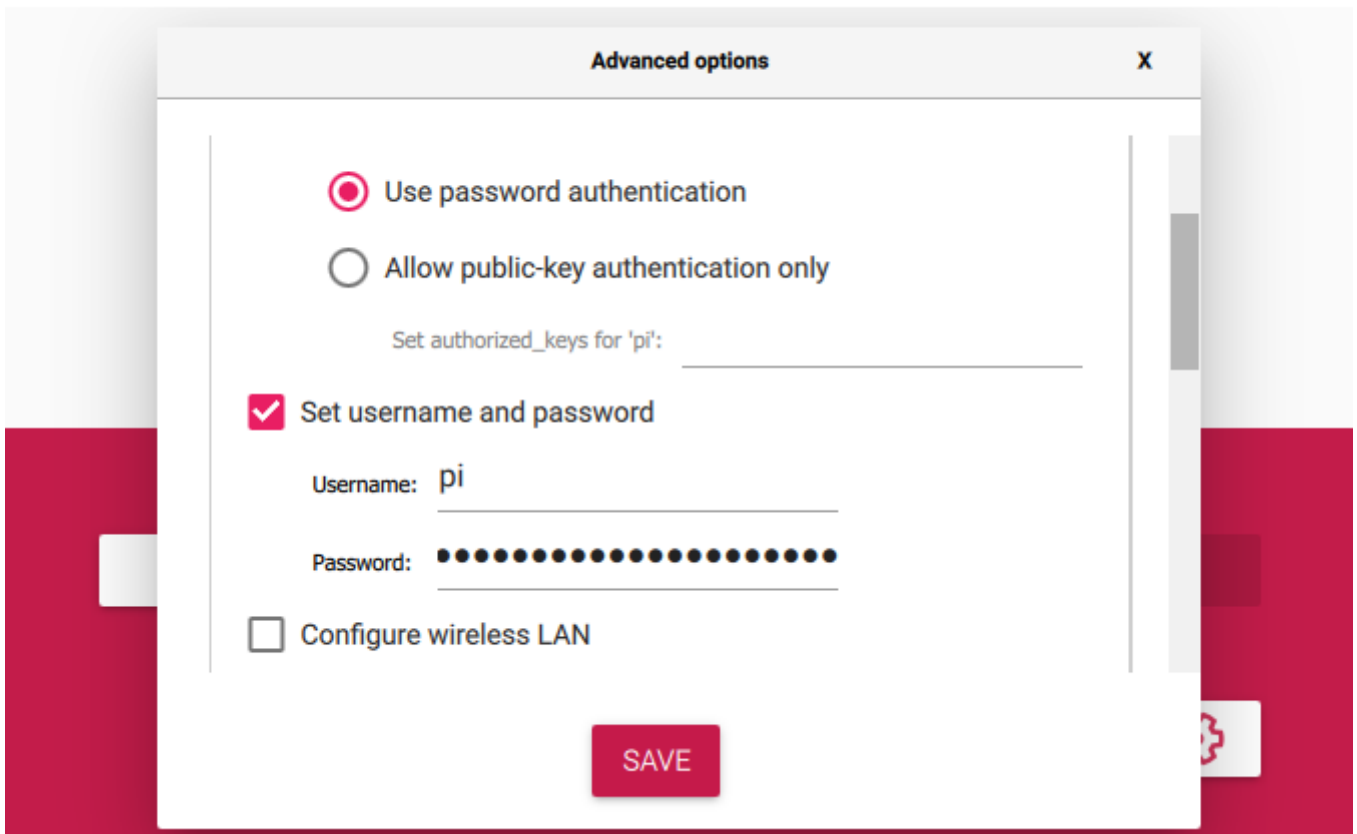 Advanced options X
Use password authentication
Allow public-key authentication only
Set authorized_keys for 'pi':
Set username and password
Username: pi
Password: ●●●●●●●●●●●●●●●●●●●●●
Configure wireless LAN
SAVE